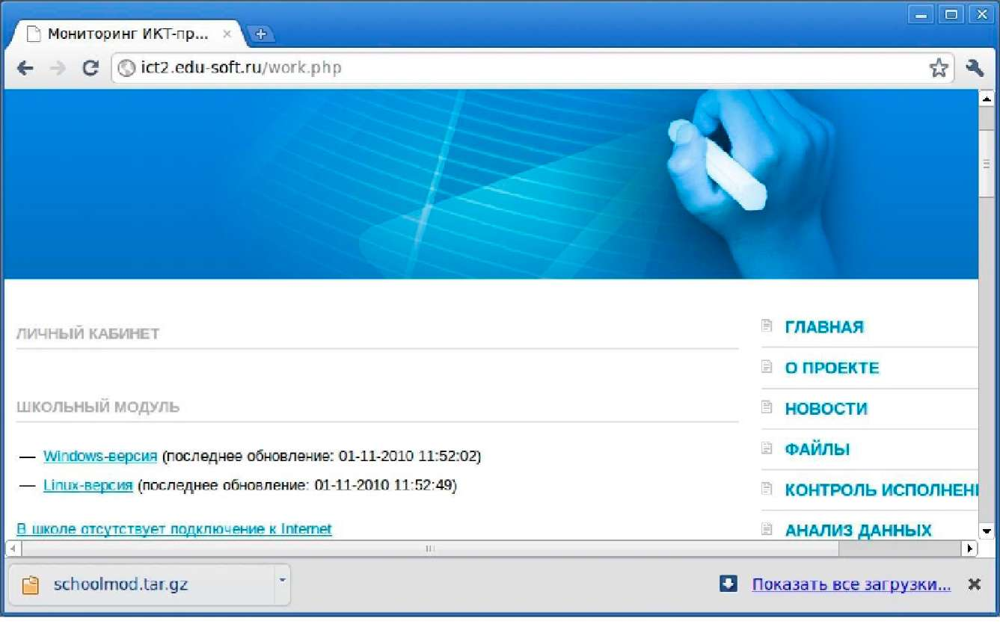 Мониторинг ИКТ-пр...
ict2.edu-soft.ru/work.php
ЛИЧНЫЙ КАБИНЕТ
ШКОЛЬНЫЙ МОДУЛЬ
— Windows-версия (последнее обновление: 01-11-2010 11:52:02)
— Linux-версия (последнее обновление: 01-11-2010 11:52:49)
В школе отсутствует подключение к Internet
ГЛАВНАЯ
О ПРОЕКТЕ
НОВОСТИ
ФАЙЛЫ
КОНТРОЛЬ ИСПОЛНЕНИ
АНАЛИЗ ДАННЫХ
schoolmod.tar.gz
Показать все загрузки...